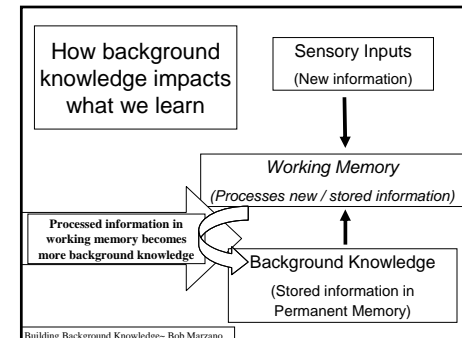 How background
knowledge impacts
what we learn
Sensory Inputs
(New information)
Working Memory
(Processes new / stored information)
Processed information in
working memory becomes
more background knowledge
Background Knowledge
(Stored information in
Permanent Memory)
Building Background Knowledge– Bob Marzano